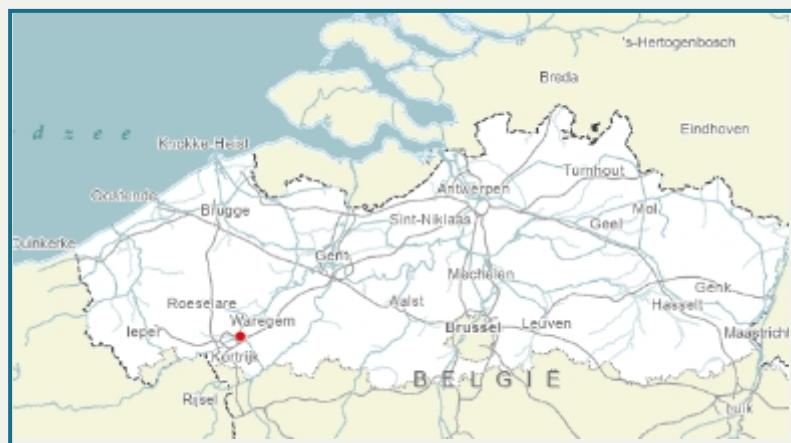 's-Hertogenbosch
Breda
Eindhoven
d z e e
Knokke-Heist
Turnhout
Antwerpen
Oostende
Mol
Brugge
Sint-Niklaas
Geel
Duinkerke
Gent
Mechelen
Genk
Roeselare
Aalst
Hasselt
Waregem
Ieper
Brussel
Leuven
Maastricht
Kortrijk
BELGIË
Rijsel
Luik